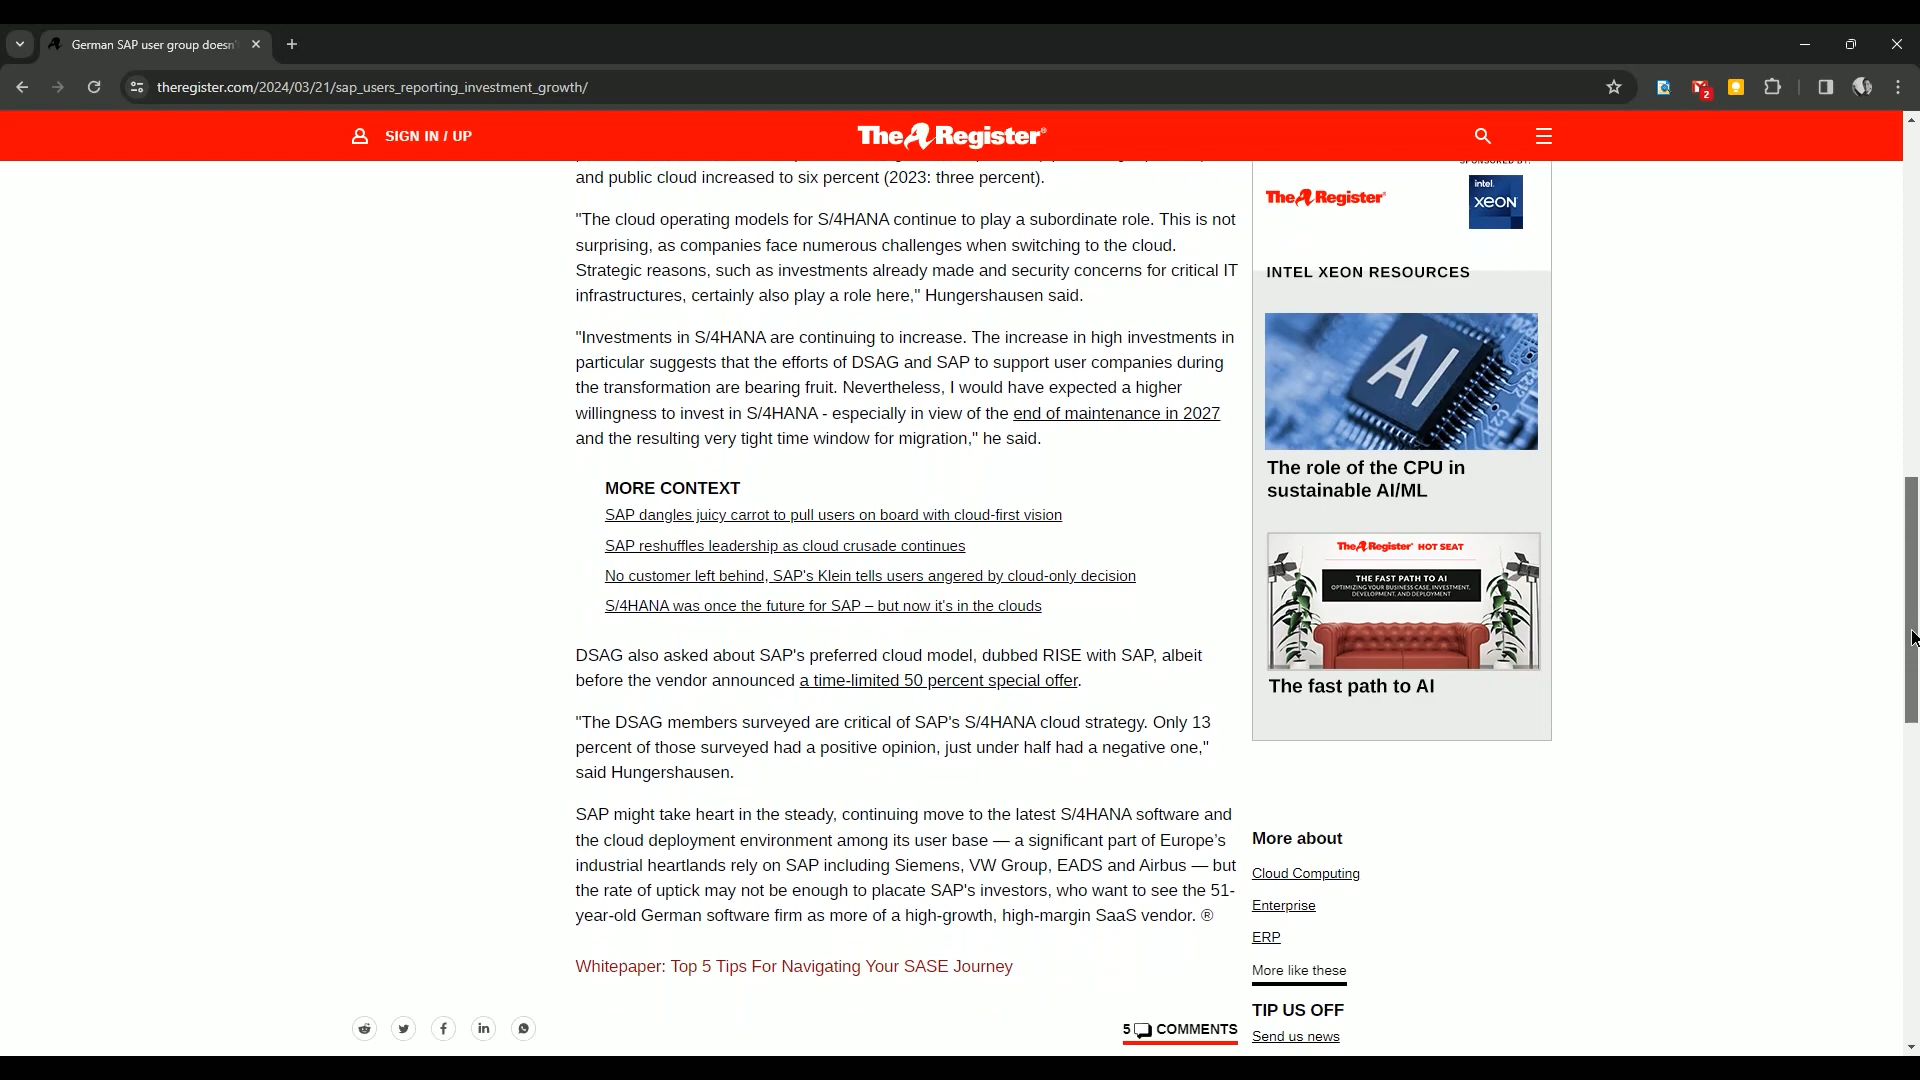 German SAP user group doesn'
theregister.com/2024/03/21/sap_users_reporting_investment_growth/
2
SIGN IN / UP
The Register®
and public cloud increased to six percent (2023: three percent).
"The cloud operating models for S/4HANA continue to play a subordinate role. This is not
surprising, as companies face numerous challenges when switching to the cloud.
Strategic reasons, such as investments already made and security concerns for critical IT
infrastructures, certainly also play a role here," Hungershausen said.
"Investments in S/4HANA are continuing to increase. The increase in high investments in
particular suggests that the efforts of DSAG and SAP to support user companies during
the transformation are bearing fruit. Nevertheless, I would have expected a higher
willingness to invest in S/4HANA - especially in view of the end of maintenance in 2027
and the resulting very tight time window for migration," he said.
MORE CONTEXT
SAP dangles juicy carrot to pull users on board with cloud-first vision
SAP reshuffles leadership as cloud crusade continues
No customer left behind, SAP's Klein tells users angered by cloud-only decision
S/4HANA was once the future for SAP – but now it's in the clouds
DSAG also asked about SAP's preferred cloud model, dubbed RISE with SAP, albeit
before the vendor announced a time-limited 50 percent special offer.
"The DSAG members surveyed are critical of SAP's S/4HANA cloud strategy. Only 13
percent of those surveyed had a positive opinion, just under half had a negative one,"
said Hungershausen.
SAP might take heart in the steady, continuing move to the latest S/4HANA software and
the cloud deployment environment among its user base — a significant part of Europe’s
industrial heartlands rely on SAP including Siemens, VW Group, EADS and Airbus — but
the rate of uptick may not be enough to placate SAP's investors, who want to see the 51-
year-old German software firm as more of a high-growth, high-margin SaaS vendor. ®
Whitepaper: Top 5 Tips For Navigating Your SASE Journey
5 COMMENTS
SPONSORED BY:
The Register®
intel.
xeon
INTEL XEON RESOURCES
AI
The role of the CPU in
sustainable AI/ML
The Register® HOT SEAT
THE FAST PATH TO AI
OPTIMIZING YOUR BUSINESS CASE, INVESTMENT,
DEVELOPMENT, AND DEPLOYMENT
The fast path to AI
More about
Cloud Computing
Enterprise
ERP
More like these
TIP US OFF
Send us news